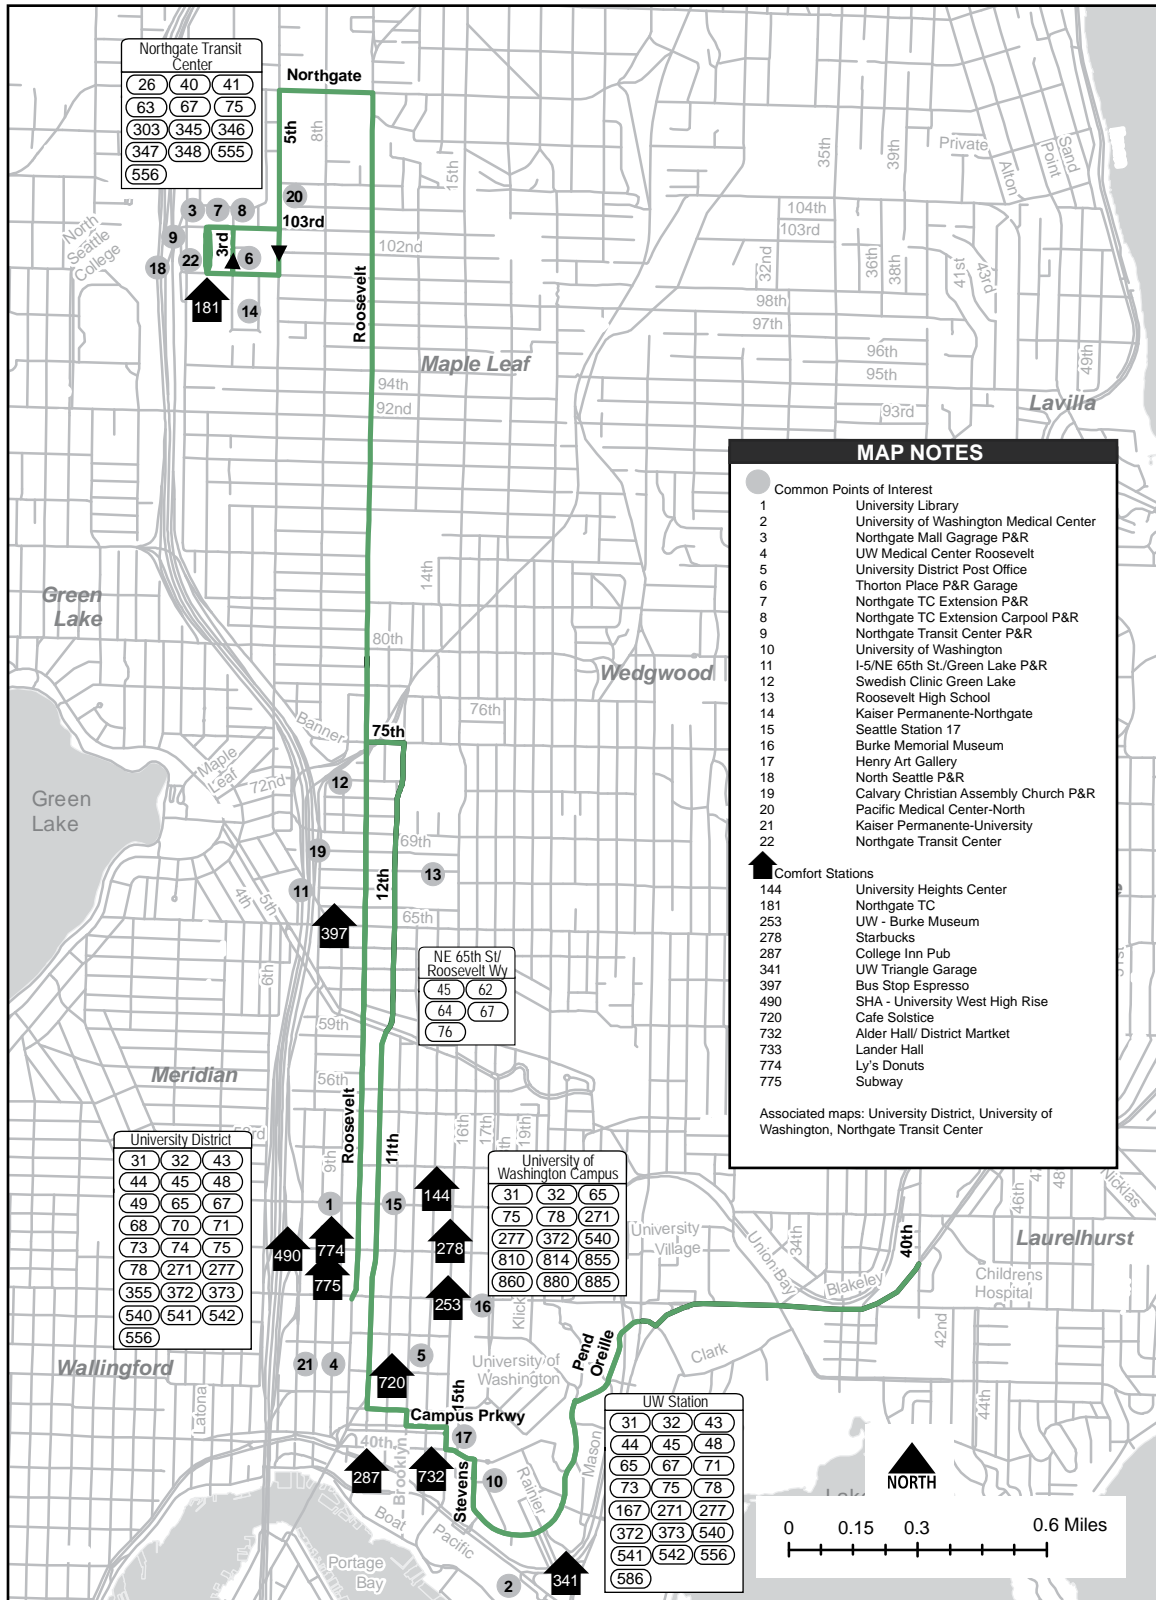 Northgate Transit
Center
26 40 41
63 67 75
303 345 346
347 348 555
556
Northgate
5th
8th
15th
35th
39th
Private
Alton
Sand
Point
20
3 7 8
103rd
104th
103rd
North
Seattle
College
9
3rd
102nd
32nd
36th
38th
41st
43rd
22
6
18
181
14
Roosevelt
98th
97th
Maple Leaf
96th
95th
49th
94th
92nd
93rd
Lavilla
MAP NOTES
Common Points of Interest
1 University Library
2 University of Washington Medical Center
3 Northgate Mall Gagrage P&R
4 UW Medical Center Roosevelt
5 University District Post Office
6 Thorton Place P&R Garage
7 Northgate TC Extension P&R
8 Northgate TC Extension Carpool P&R
9 Northgate Transit Center P&R
10 University of Washington
11 I-5/NE 65th St./Green Lake P&R
12 Swedish Clinic Green Lake
13 Roosevelt High School
14 Kaiser Permanente-Northgate
15 Seattle Station 17
16 Burke Memorial Museum
17 Henry Art Gallery
18 North Seattle P&R
19 Calvary Christian Assembly Church P&R
20 Pacific Medical Center-North
21 Kaiser Permanente-University
22 Northgate Transit Center
Comfort Stations
144 University Heights Center
181 Northgate TC
253 UW - Burke Museum
278 Starbucks
287 College Inn Pub
341 UW Triangle Garage
397 Bus Stop Espresso
490 SHA - University West High Rise
720 Cafe Solstice
732 Alder Hall/ District Martket
733 Lander Hall
774 Ly's Donuts
775 Subway
Associated maps: University District, University of
Washington, Northgate Transit Center
14th
Green
Lake
80th
Wedgwood
76th
Banner
75th
Maple
Leaf
72nd
12
Green
Lake
69th
19
13
12th
11
4th
5th
65th
397
6th
NE 65th St/
Roosevelt Wy
45 62
64 67
76
59th
Meridian
56th
Roosevelt
11th
16th
17th
19th
9th
University District
31 32 43
44 45 48
49 65 67
68 70 71
73 74 75
78 271 277
355 372 373
540 541 542
556
University of
Washington Campus
31 32 65
75 78 271
277 372 540
810 814 855
860 880 885
1
15
144
490
774
775
278
253
16
Klick
University
Village
Union Bay
34th
Blakeley
40th
46th
48th
Nicklas
Laurelhurst
Childrens
Hospital
42nd
44th
Clark
Pend
Oreille
Wallingford
Latona
21
4
5
720
University of
Washington
15th
Campus Prkwy
17
40th
Brooklyn
287
732
Stevens
10
Rainier
Mason
Boat
Pacific
Portage
Bay
2
341
UW Station
31 32 43
44 45 48
65 67 71
73 75 78
167 271 277
372 373 540
541 542 556
586
NORTH
0 0.15 0.3 0.6 Miles